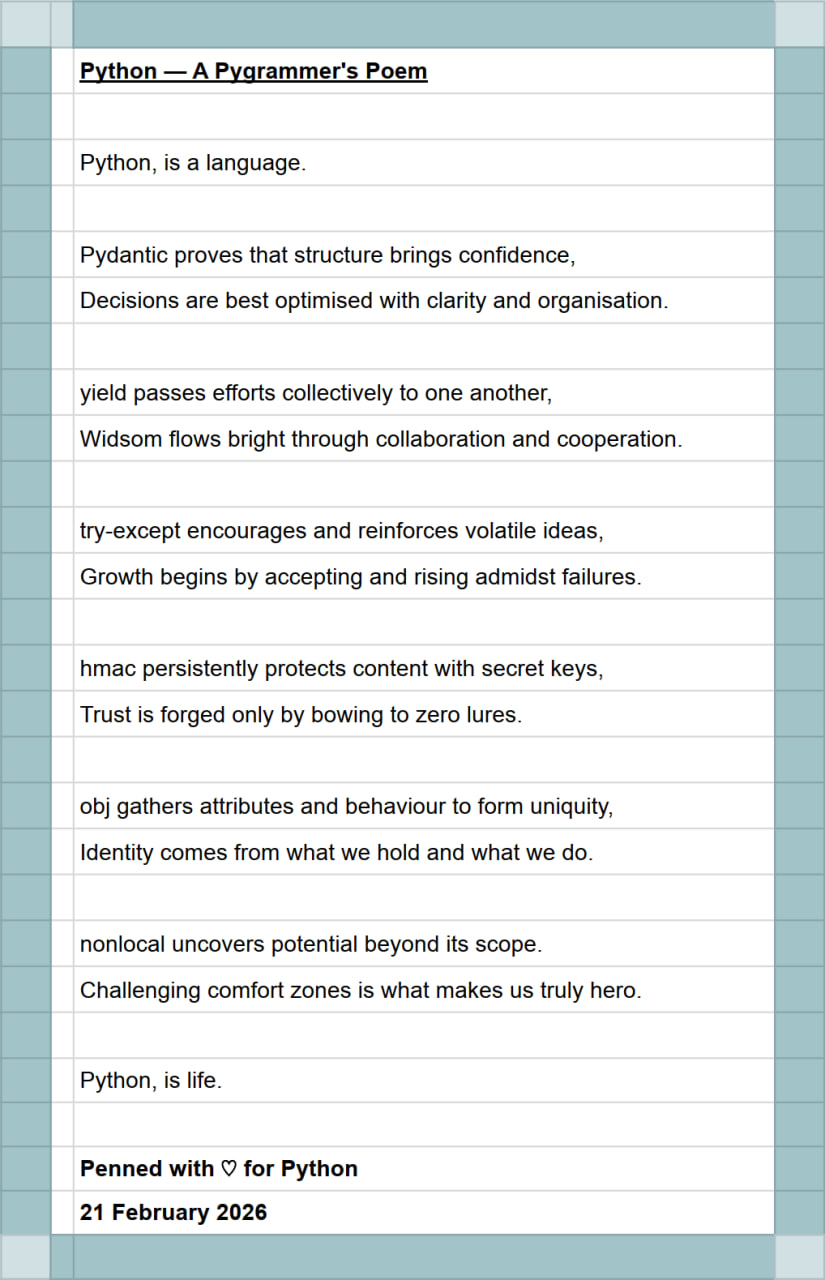 Python — A Pygrammer's Poem
Python, is a language.
Pydantic proves that structure brings confidence,
Decisions are best optimised with clarity and organisation.
yield passes efforts collectively to one another,
Widsom flows bright through collaboration and cooperation.
try-except encourages and reinforces volatile ideas,
Growth begins by accepting and rising admidst failures.
hmac persistently protects content with secret keys,
Trust is forged only by bowing to zero lures.
obj gathers attributes and behaviour to form uniquity,
Identity comes from what we hold and what we do.
nonlocal uncovers potential beyond its scope.
Challenging comfort zones is what makes us truly hero.
Python, is life.
Penned with ♡ for Python
21 February 2026